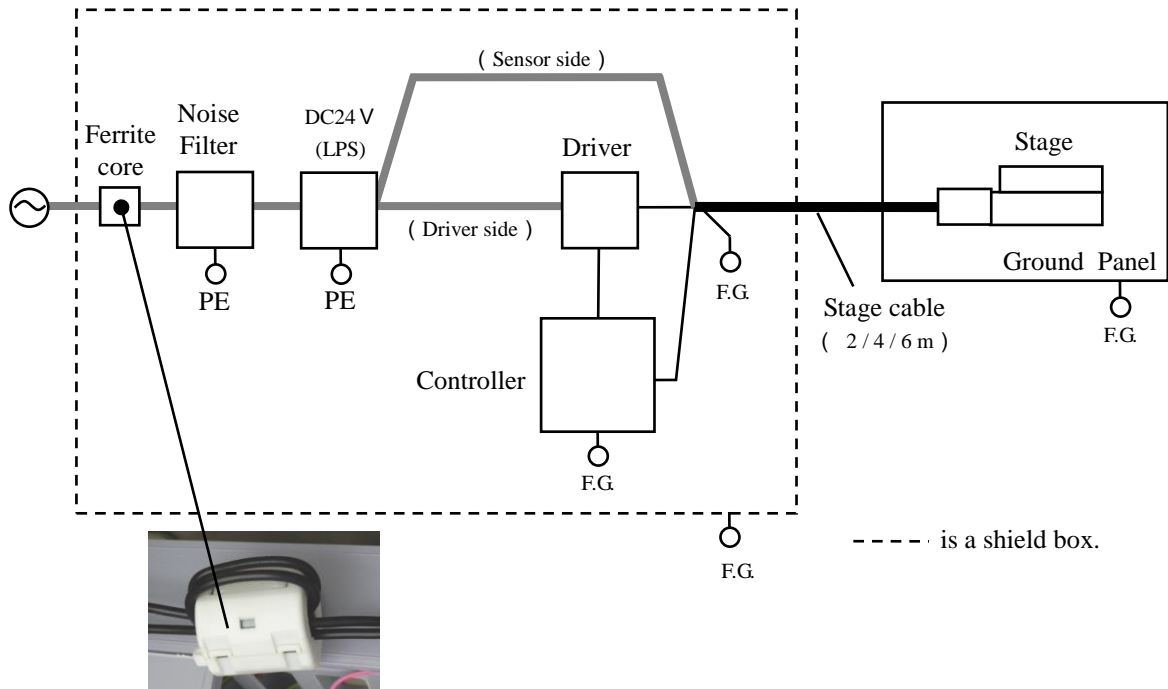 ( Sensor side )
Noise
Filter
DC24V
(LPS)
Ferrite
core
Driver
Stage
( Driver side )
PE
PE
F.G.
Ground Panel
F.G.
Stage cable
( 2 / 4 / 6 m )
Controller
F.G.
F.G.
is a shield box.